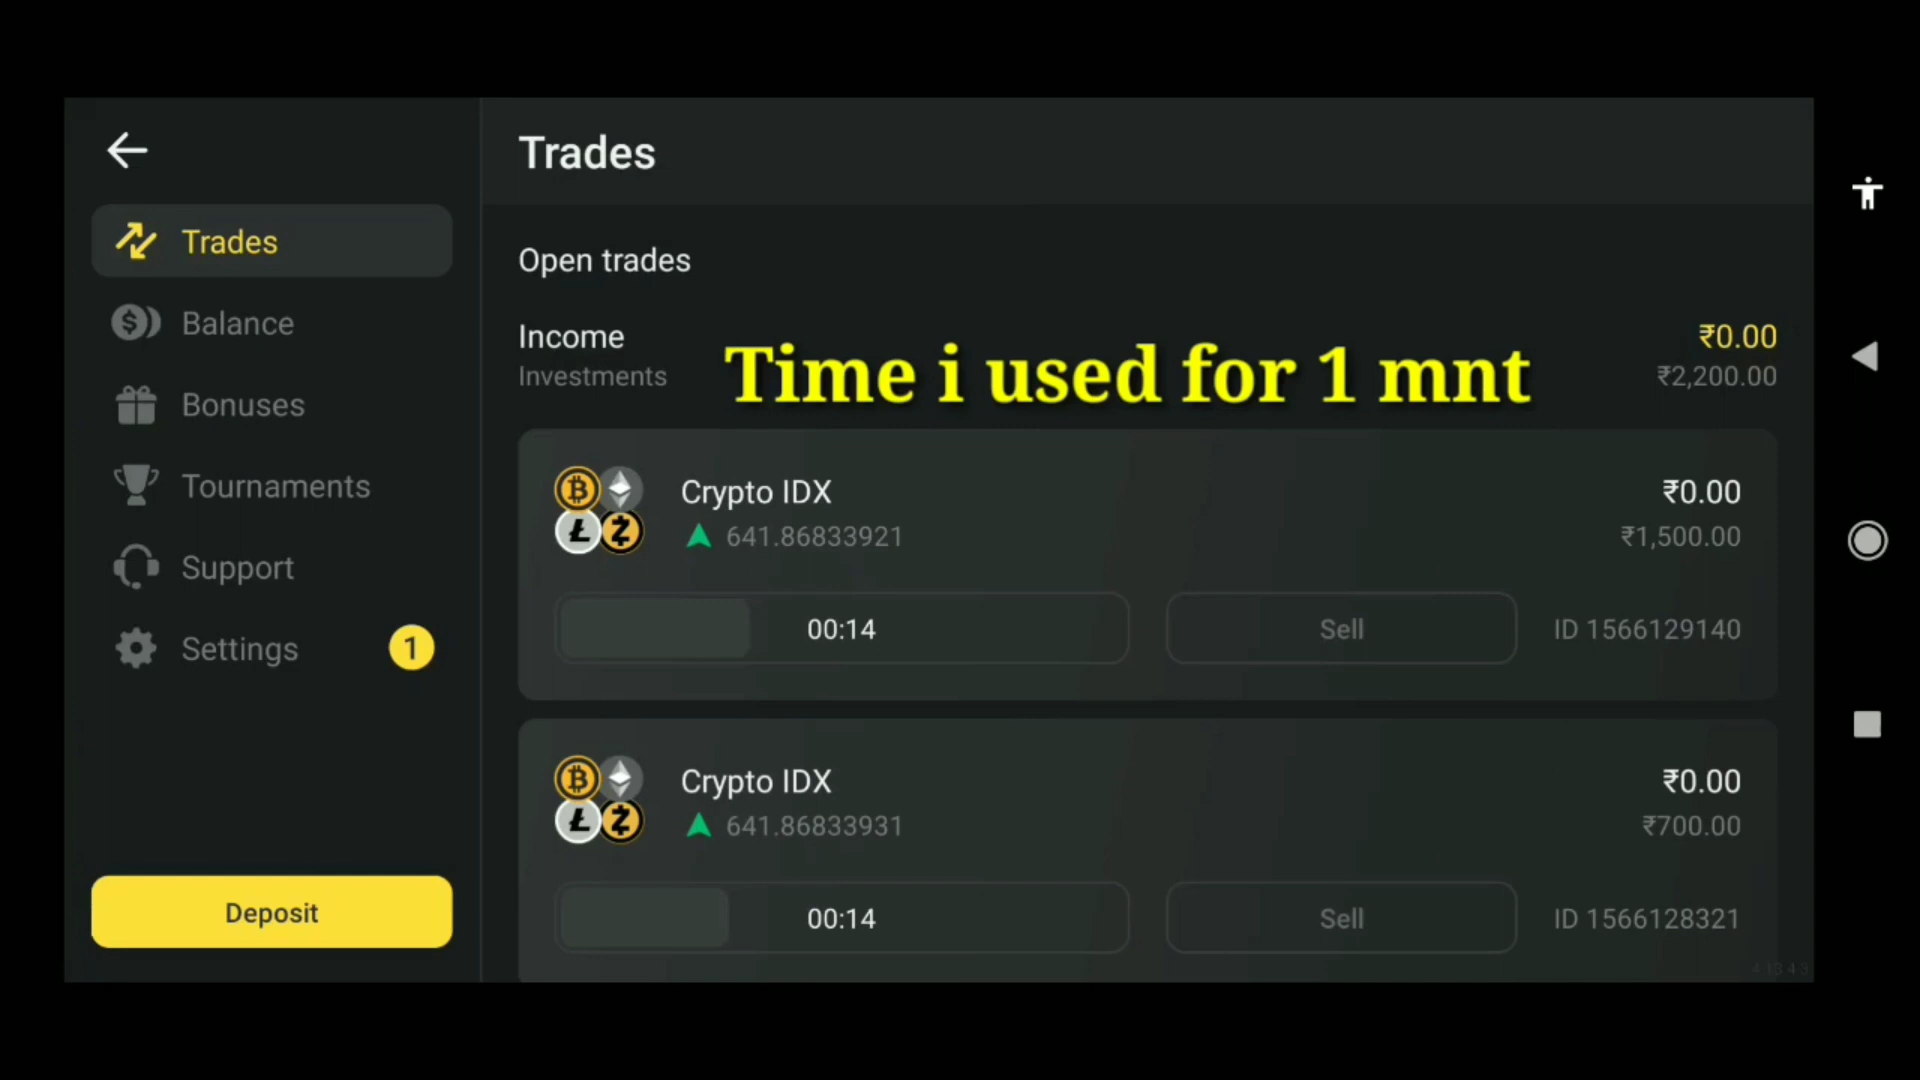 Trades
Trades
Balance
Bonuses
Tournaments
Support
Settings
1
Deposit
Open trades
Income
₹0.00
Investments
₹2,200.00
Time i used for 1 mnt
Crypto IDX
₹0.00
641.86833921
₹1,500.00
00:14
Sell
ID 1566129140
Crypto IDX
₹0.00
641.86833931
₹700.00
00:14
Sell
ID 1566128321